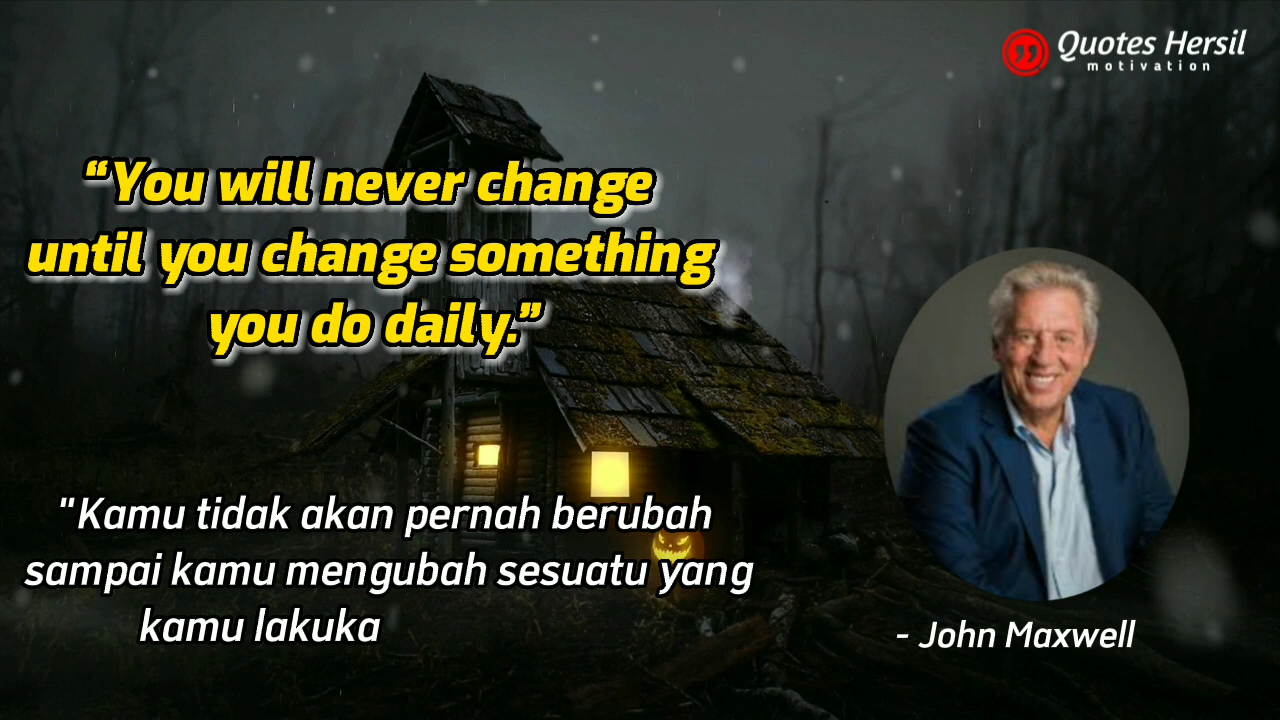 Quotes Hersil
motivation
“You will never change
until you change something
you do daily.”
"Kamu tidak akan pernah berubah
sampai kamu mengubah sesuatu yang
kamu lakuka
- John Maxwell